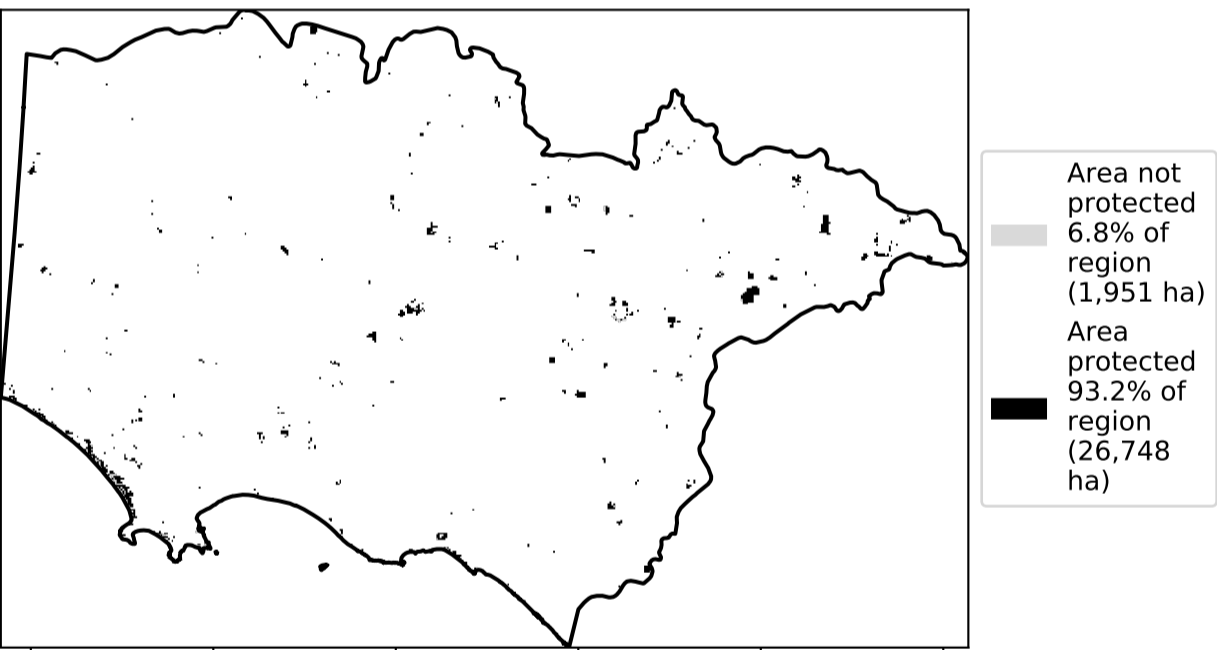 Area not
protected
6.8% of
region
(1,951 ha)
Area
protected
93.2% of
region
(26,748
ha)